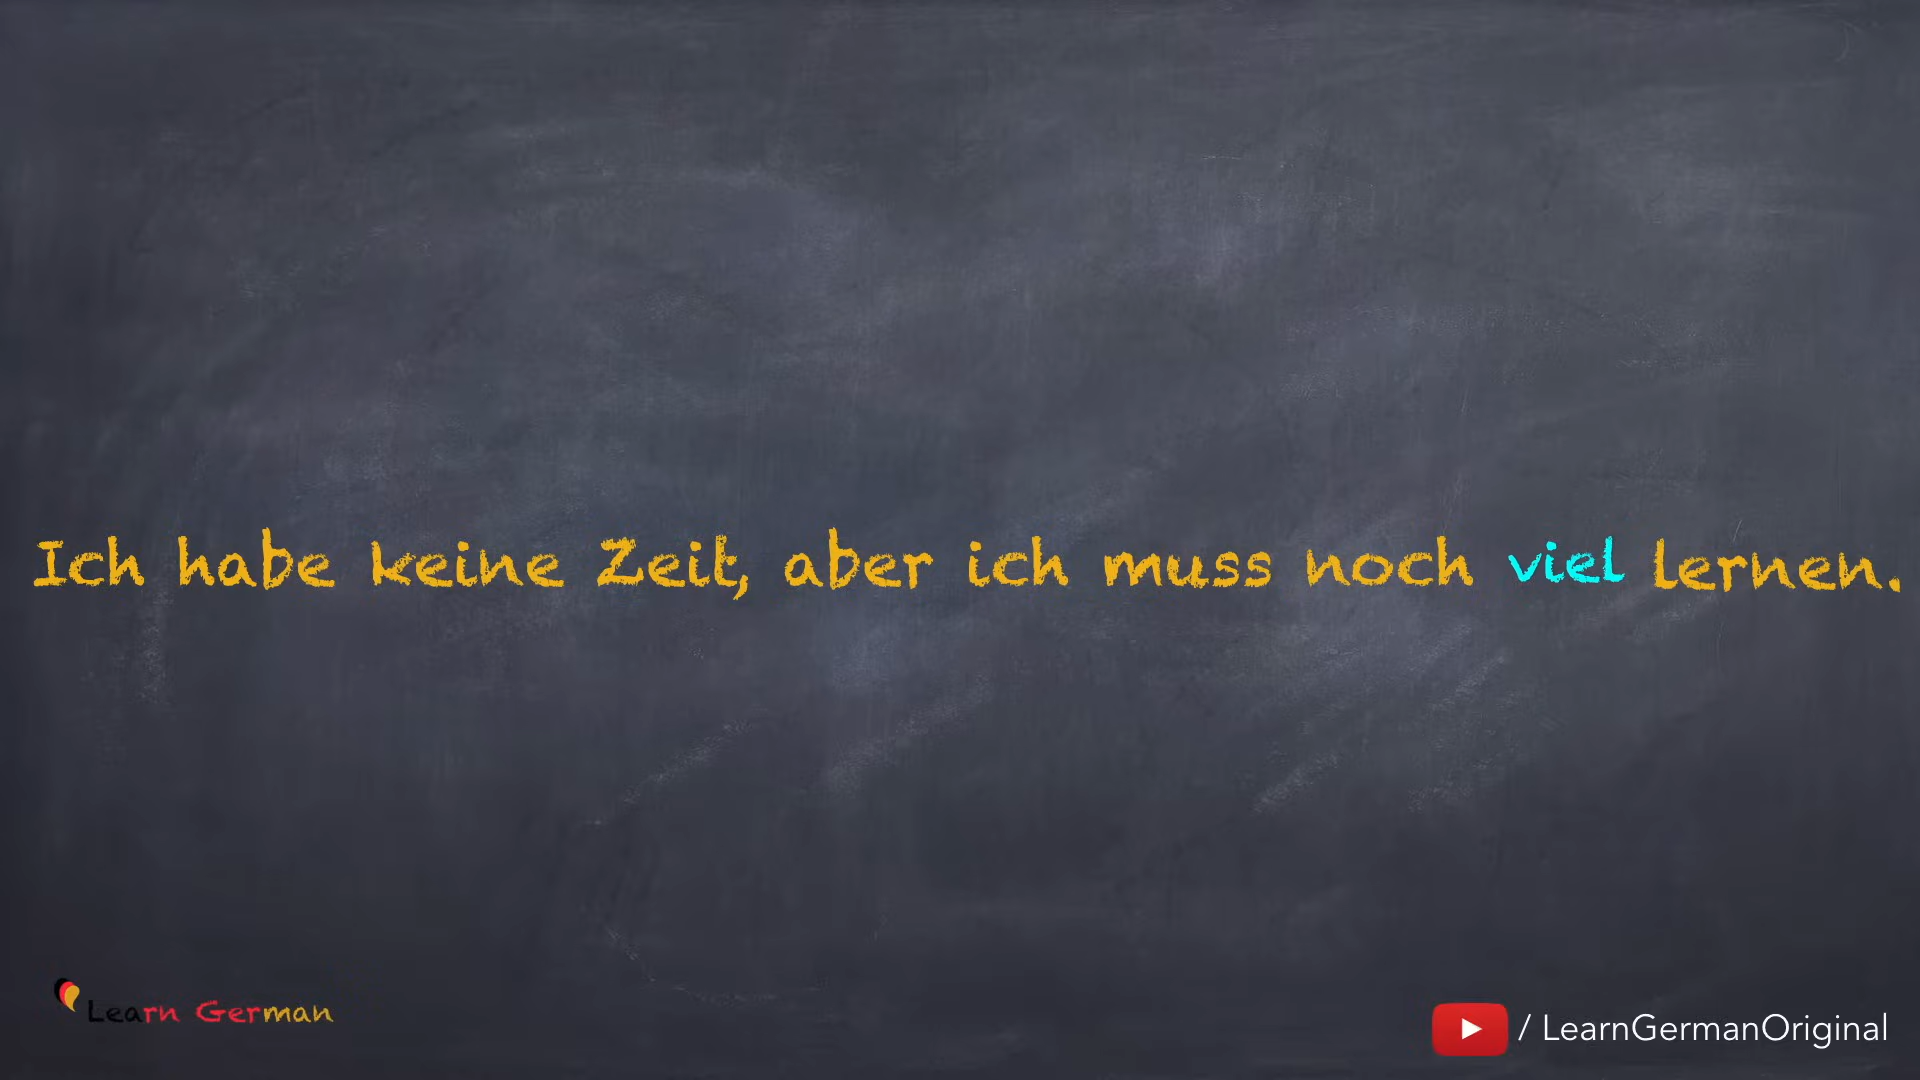 Ich habe keine Zeit, aber ich muss noch viel lernen.
Learn German
/ LearnGermanOriginal